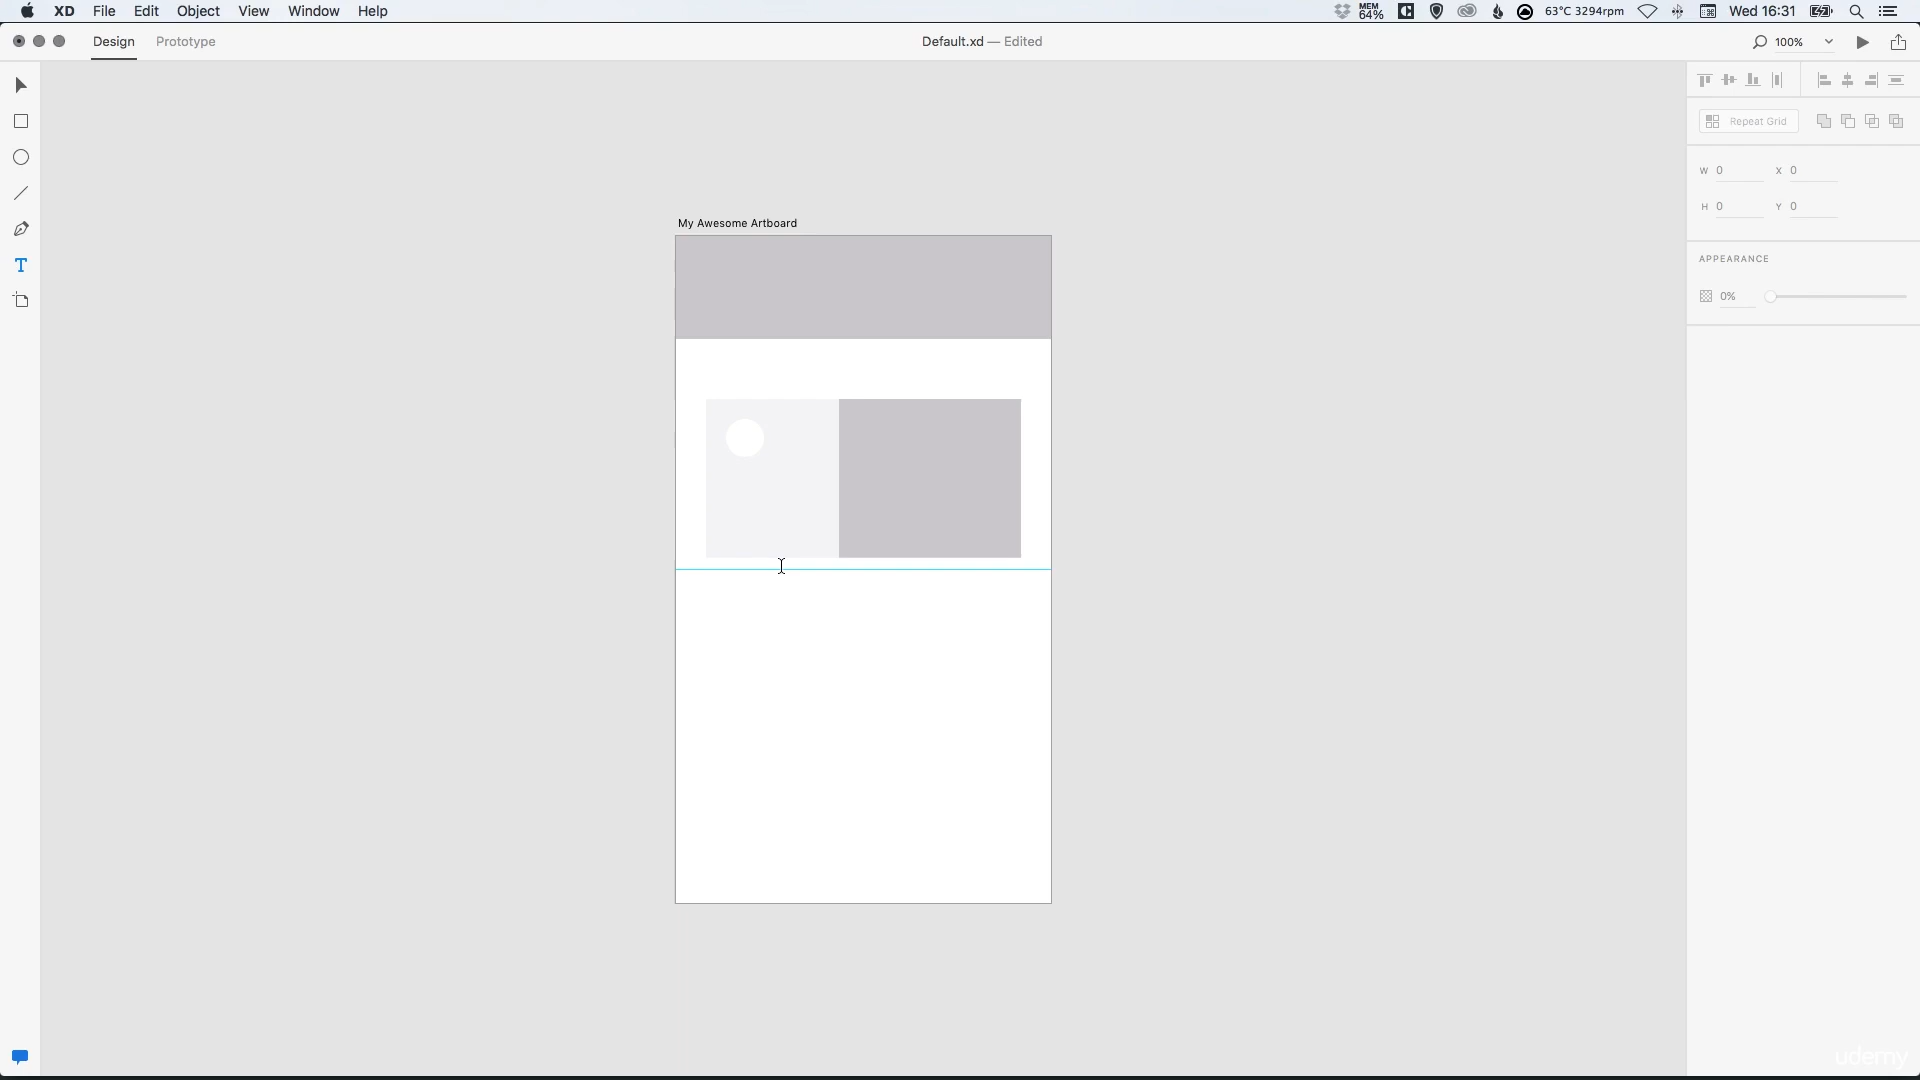 XD File Edit Object View Window Help MEM 64% 63°C 3294rpm Wed 16:31
Design Prototype Default.xd — Edited 100%
Repeat Grid
W 0 X 0
H 0 Y 0
My Awesome Artboard
APPEARANCE
0%
T
udemy